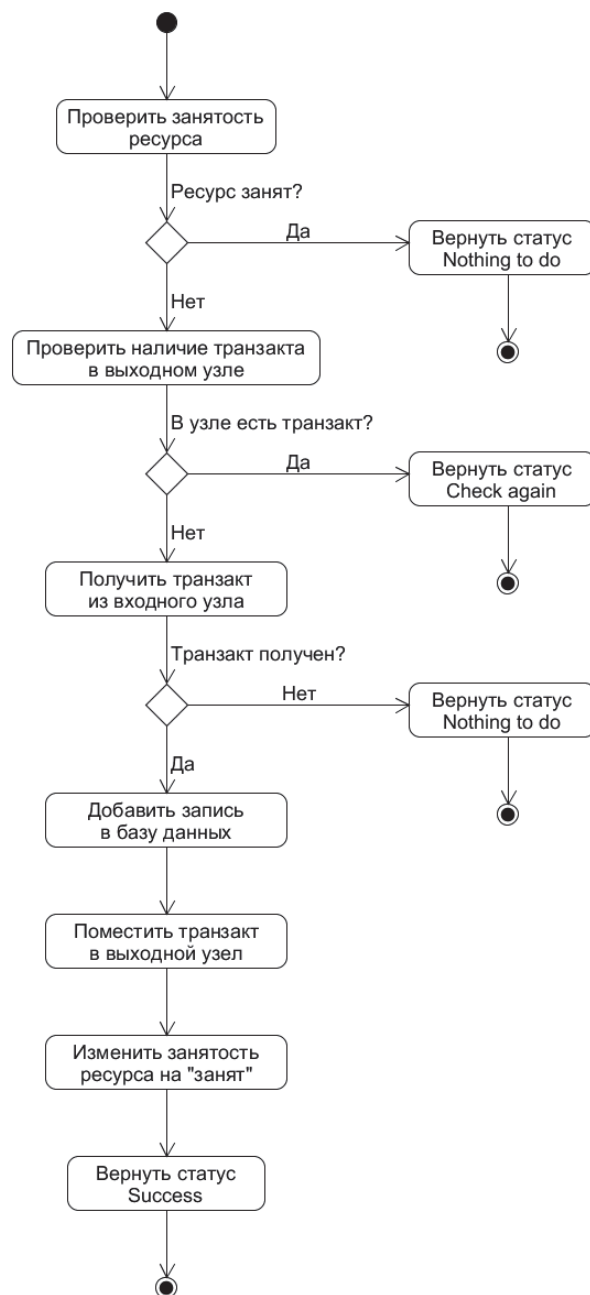 Проверить занятость
ресурса
Ресурс занят?
Да
Вернуть статус
Nothing to do
Нет
Проверить наличие транзакта
в выходном узле
В узле есть транзакт?
Да
Вернуть статус
Check again
Нет
Получить транзакт
из входного узла
Транзакт получен?
Нет
Вернуть статус
Nothing to do
Да
Добавить запись
в базу данных
Поместить транзакт
в выходной узел
Изменить занятость
ресурса на "занят"
Вернуть статус
Success